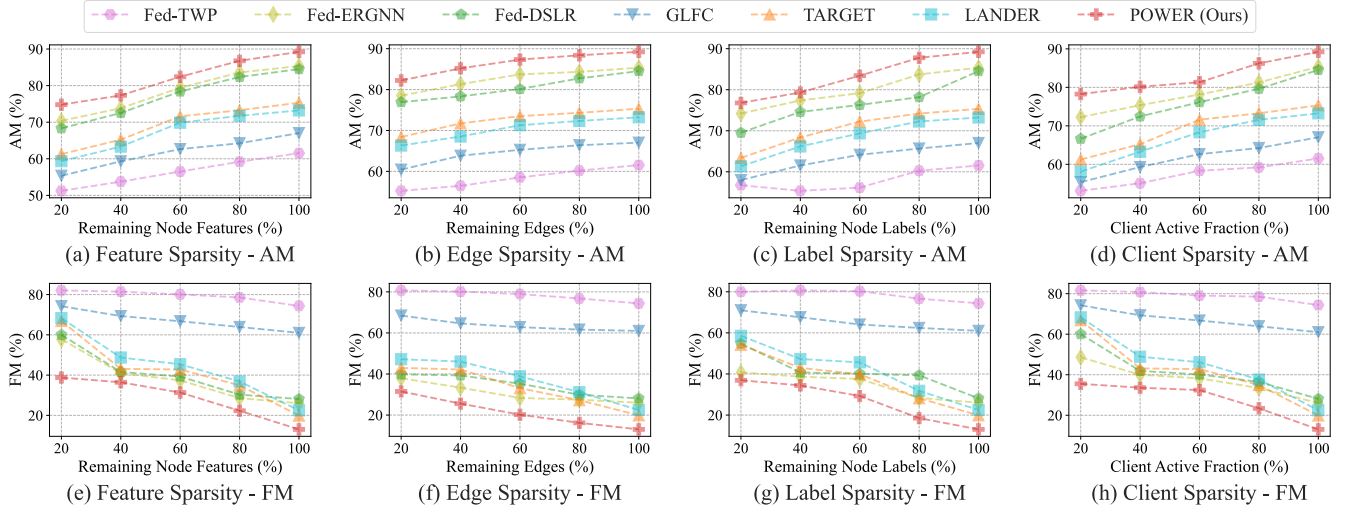 Fed-TWP Fed-ERGNN Fed-DSLR GLFC TARGET LANDER POWER (Ours)
AM (%)
90
80
70
60
50
20 40 60 80 100
Remaining Node Features (%)
(a) Feature Sparsity - AM
AM (%)
90
80
70
60
20 40 60 80 100
Remaining Edges (%)
(b) Edge Sparsity - AM
AM (%)
90
80
70
60
20 40 60 80 100
Remaining Node Labels (%)
(c) Label Sparsity - AM
AM (%)
90
80
70
60
20 40 60 80 100
Client Active Fraction (%)
(d) Client Sparsity - AM
FM (%)
80
60
40
20
20 40 60 80 100
Remaining Node Features (%)
(e) Feature Sparsity - FM
FM (%)
80
60
40
20
20 40 60 80 100
Remaining Edges (%)
(f) Edge Sparsity - FM
FM (%)
80
60
40
20
20 40 60 80 100
Remaining Node Labels (%)
(g) Label Sparsity - FM
FM (%)
80
60
40
20
20 40 60 80 100
Client Active Fraction (%)
(h) Client Sparsity - FM